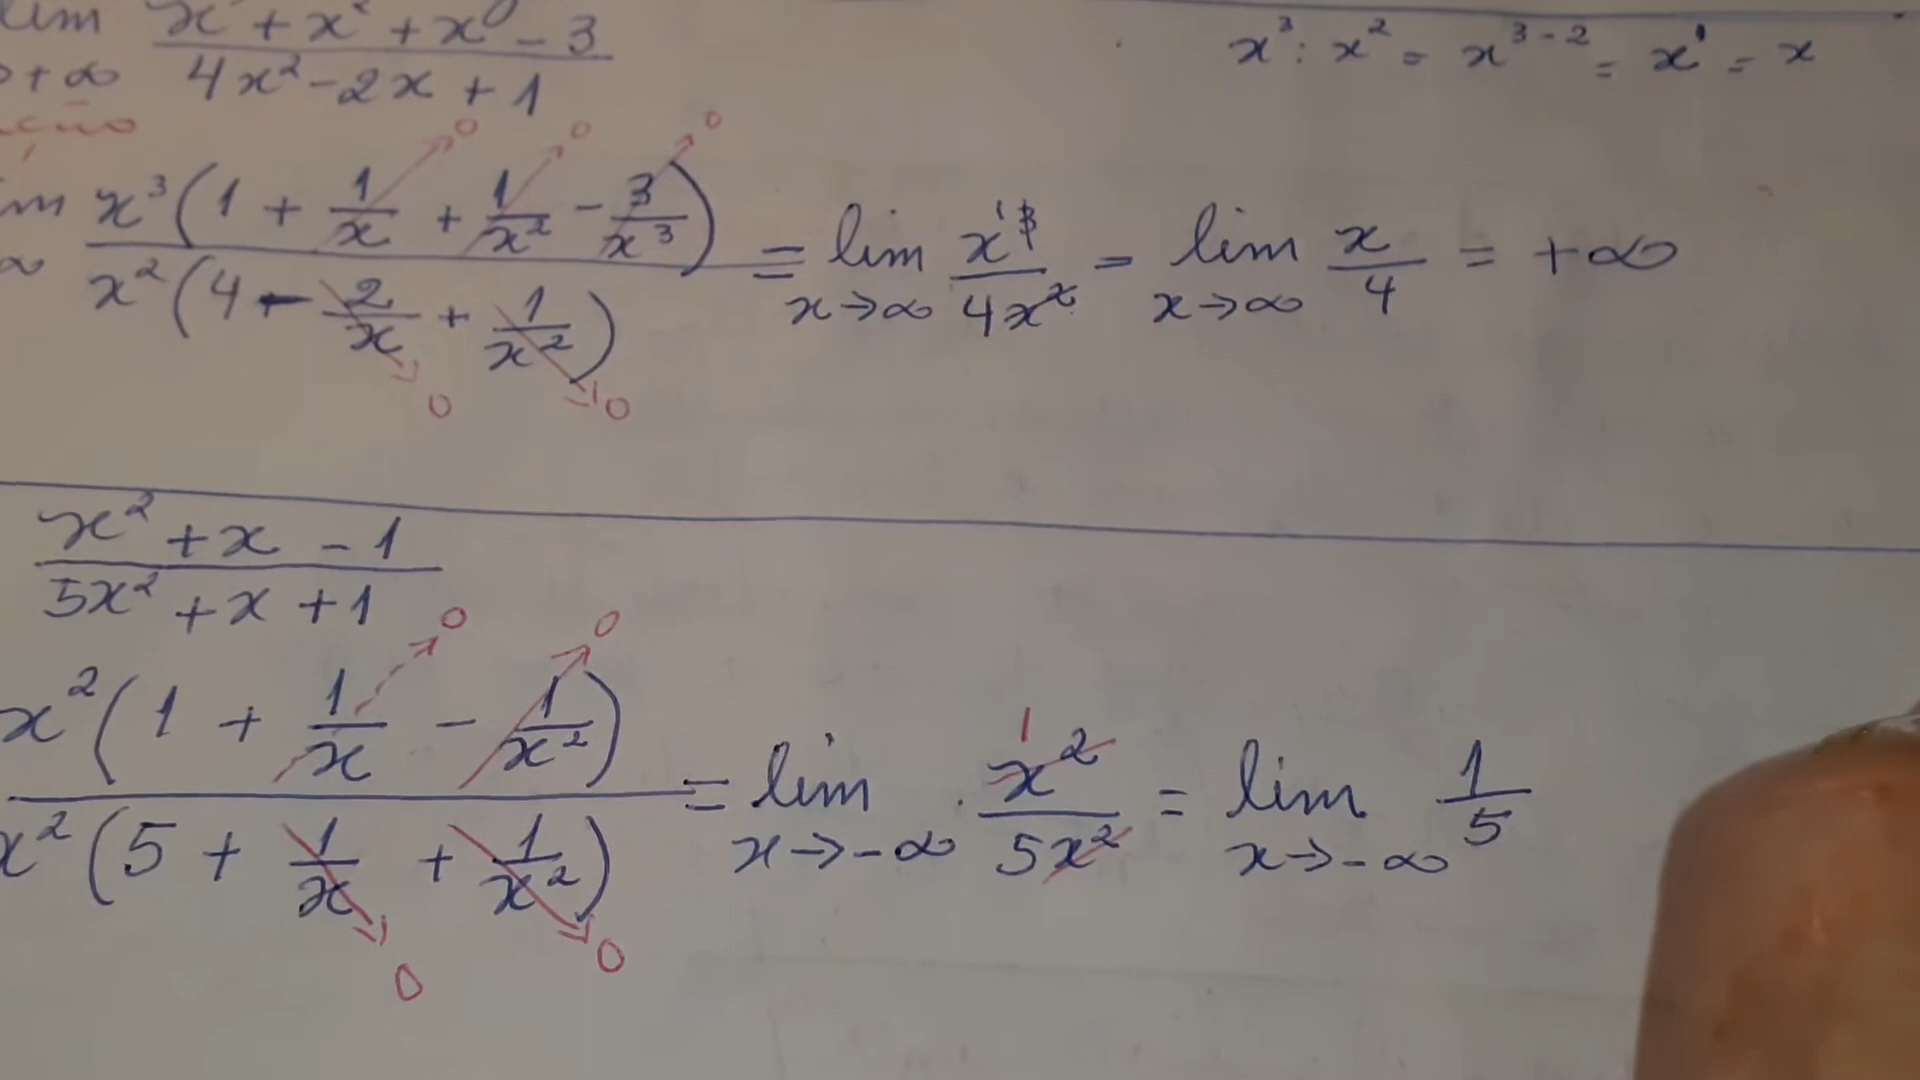 lim (x³ + x² + x - 3)/(4x² - 2x + 1)
+∞
x³ : x² = x³⁻² = x¹ = x
x³(1 + 1/x + 1/x² - 3/x³)/(x²(4 - 2/x + 1/x²)) = lim x³/4x² = lim x/4 = +∞
∞ x→∞ x→∞
0 0 0
0 0
(x² + x - 1)/(5x² + x + 1)
x²(1 + 1/x - 1/x²)/(x²(5 + 1/x + 1/x²)) = lim x²/5x² = lim 1/5
x→-∞ x→-∞
0 0
0 0